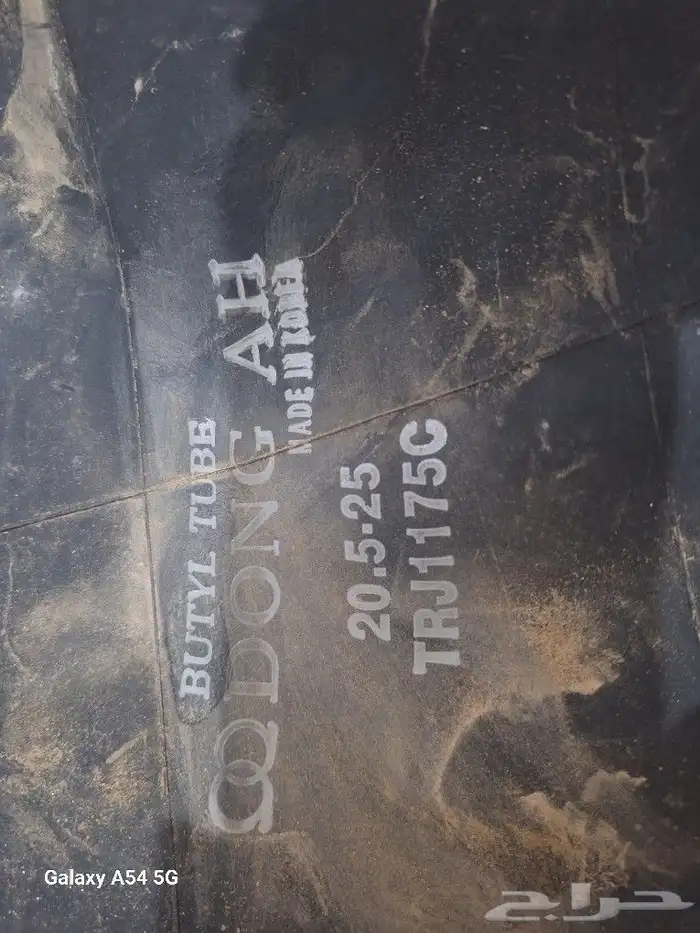 BUTYL TUBE
DONG AH
MADE IN KOREA
20.5-25
TRJ1175C
Galaxy A54 5G
حراج